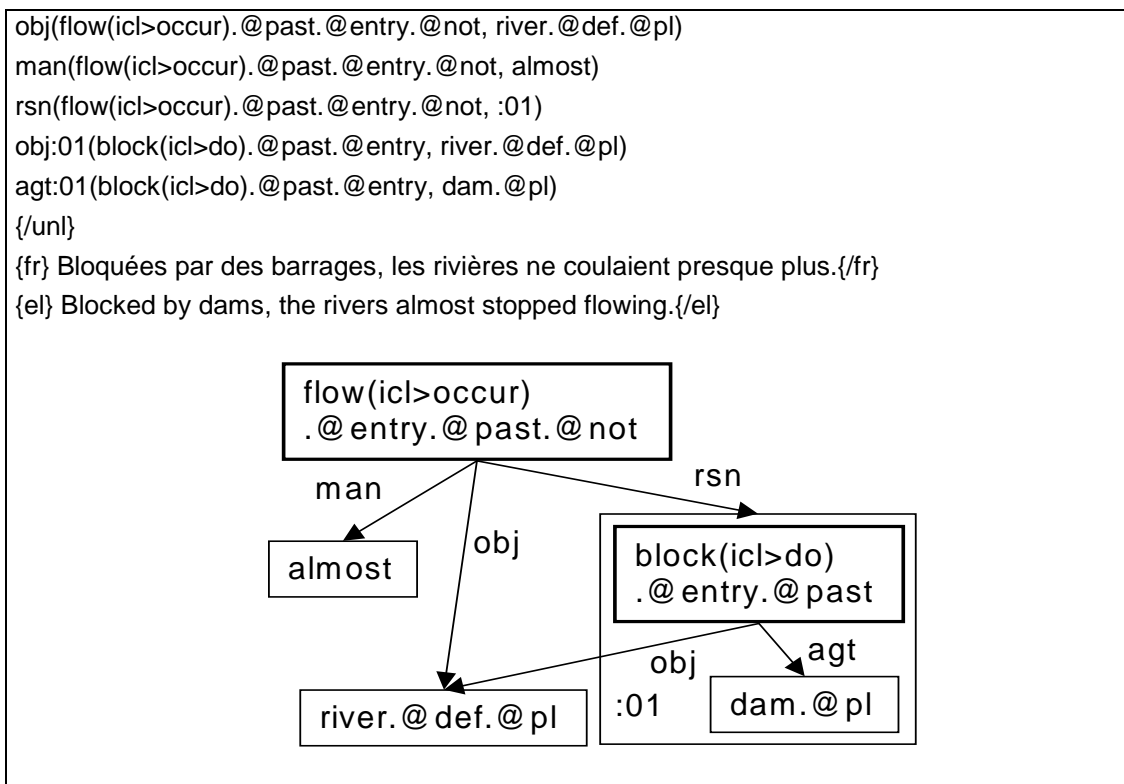 obj(flow(icl>occur).@past.@entry.@not, river.@def.@pl)
man(flow(icl>occur).@past.@entry.@not, almost)
rsn(flow(icl>occur).@past.@entry.@not, :01)
obj:01(block(icl>do).@past.@entry, river.@def.@pl)
agt:01(block(icl>do).@past.@entry, dam.@pl)
{/unl}
{fr} Bloquées par des barrages, les rivières ne coulaient presque plus.{/fr}
{el} Blocked by dams, the rivers almost stopped flowing.{/el}
flow(icl>occur)
.@entry.@past.@not
man
rsn
obj
almost
block(icl>do)
.@entry.@past
obj
agt
river.@def.@pl
:01
dam.@pl